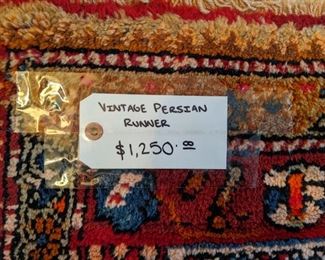 VINTAGE PERSIAN
RUNNER
$1,250.00